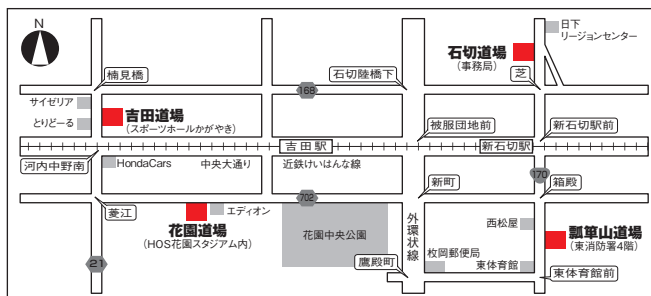 N
日下
リージョンセンター
石切道場
(事務局)
楠見橋
石切陸橋下
芝
168
サイゼリア
とりどーる
吉田道場
(スポーツホールかがやき)
被服団地前
新石切駅前
吉田駅
新石切駅
河内中野南
HondaCars
中央大通り
近鉄けいはんな線
新町
170
箱殿
702
菱江
エディオン
花園道場
(HOS花園スタジアム内)
花園中央公園
外環状線
西松屋
瓢箪山道場
(東消防署4階)
枚岡郵便局
東体育館
21
鷹殿町
東体育館前